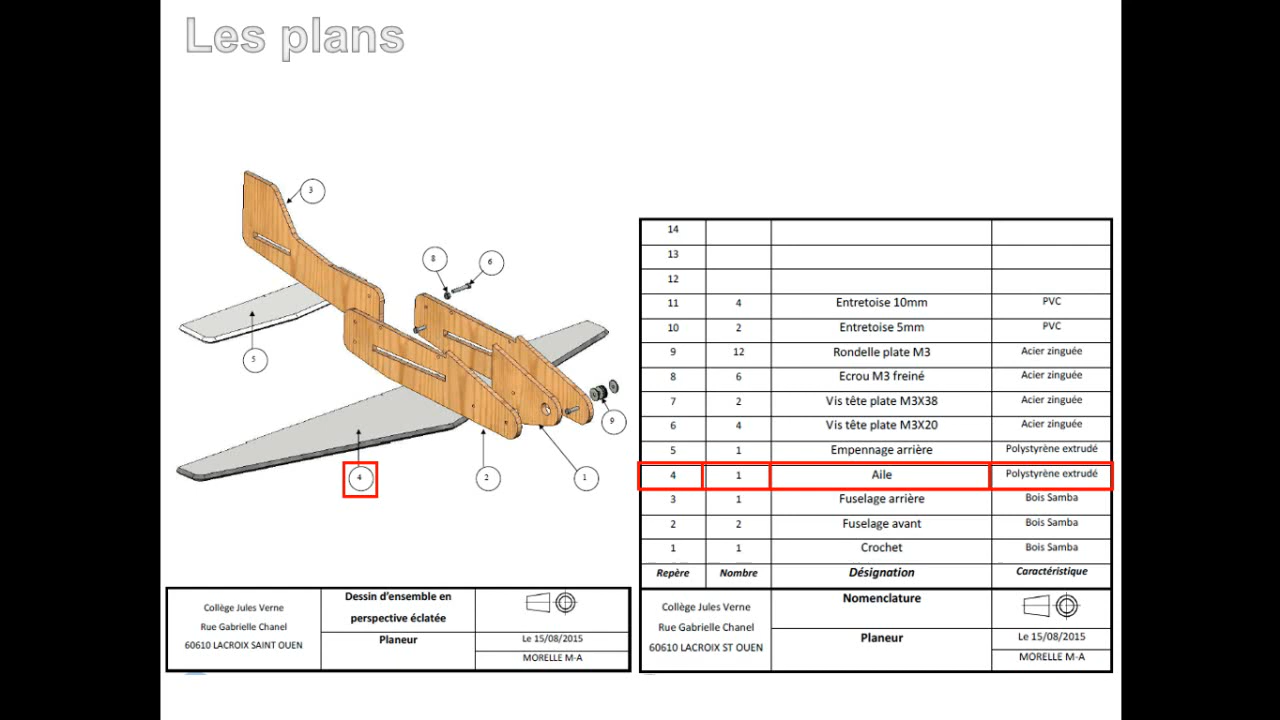 Les plans
3
8
6
5
9
4
2
1
14
13
12
11 4 Entretoise 10mm PVC
10 2 Entretoise 5mm PVC
9 12 Rondelle plate M3 Acier zinguée
8 6 Ecrou M3 freiné Acier zinguée
7 2 Vis tête plate M3X38 Acier zinguée
6 4 Vis tête plate M3X20 Acier zinguée
5 1 Empennage arrière Polystyrène extrudé
4 1 Aile Polystyrène extrudé
3 1 Fuselage arrière Bois Samba
2 2 Fuselage avant Bois Samba
1 1 Crochet Bois Samba
Repère Nombre Désignation Caractéristique
Collège Jules Verne
Rue Gabrielle Chanel
60610 LACROIX SAINT OUEN
Dessin d'ensemble en
perspective éclatée
Planeur
Le 15/08/2015
MORELLE M-A
Collège Jules Verne
Rue Gabrielle Chanel
60610 LACROIX ST OUEN
Nomenclature
Planeur
Le 15/08/2015
MORELLE M-A